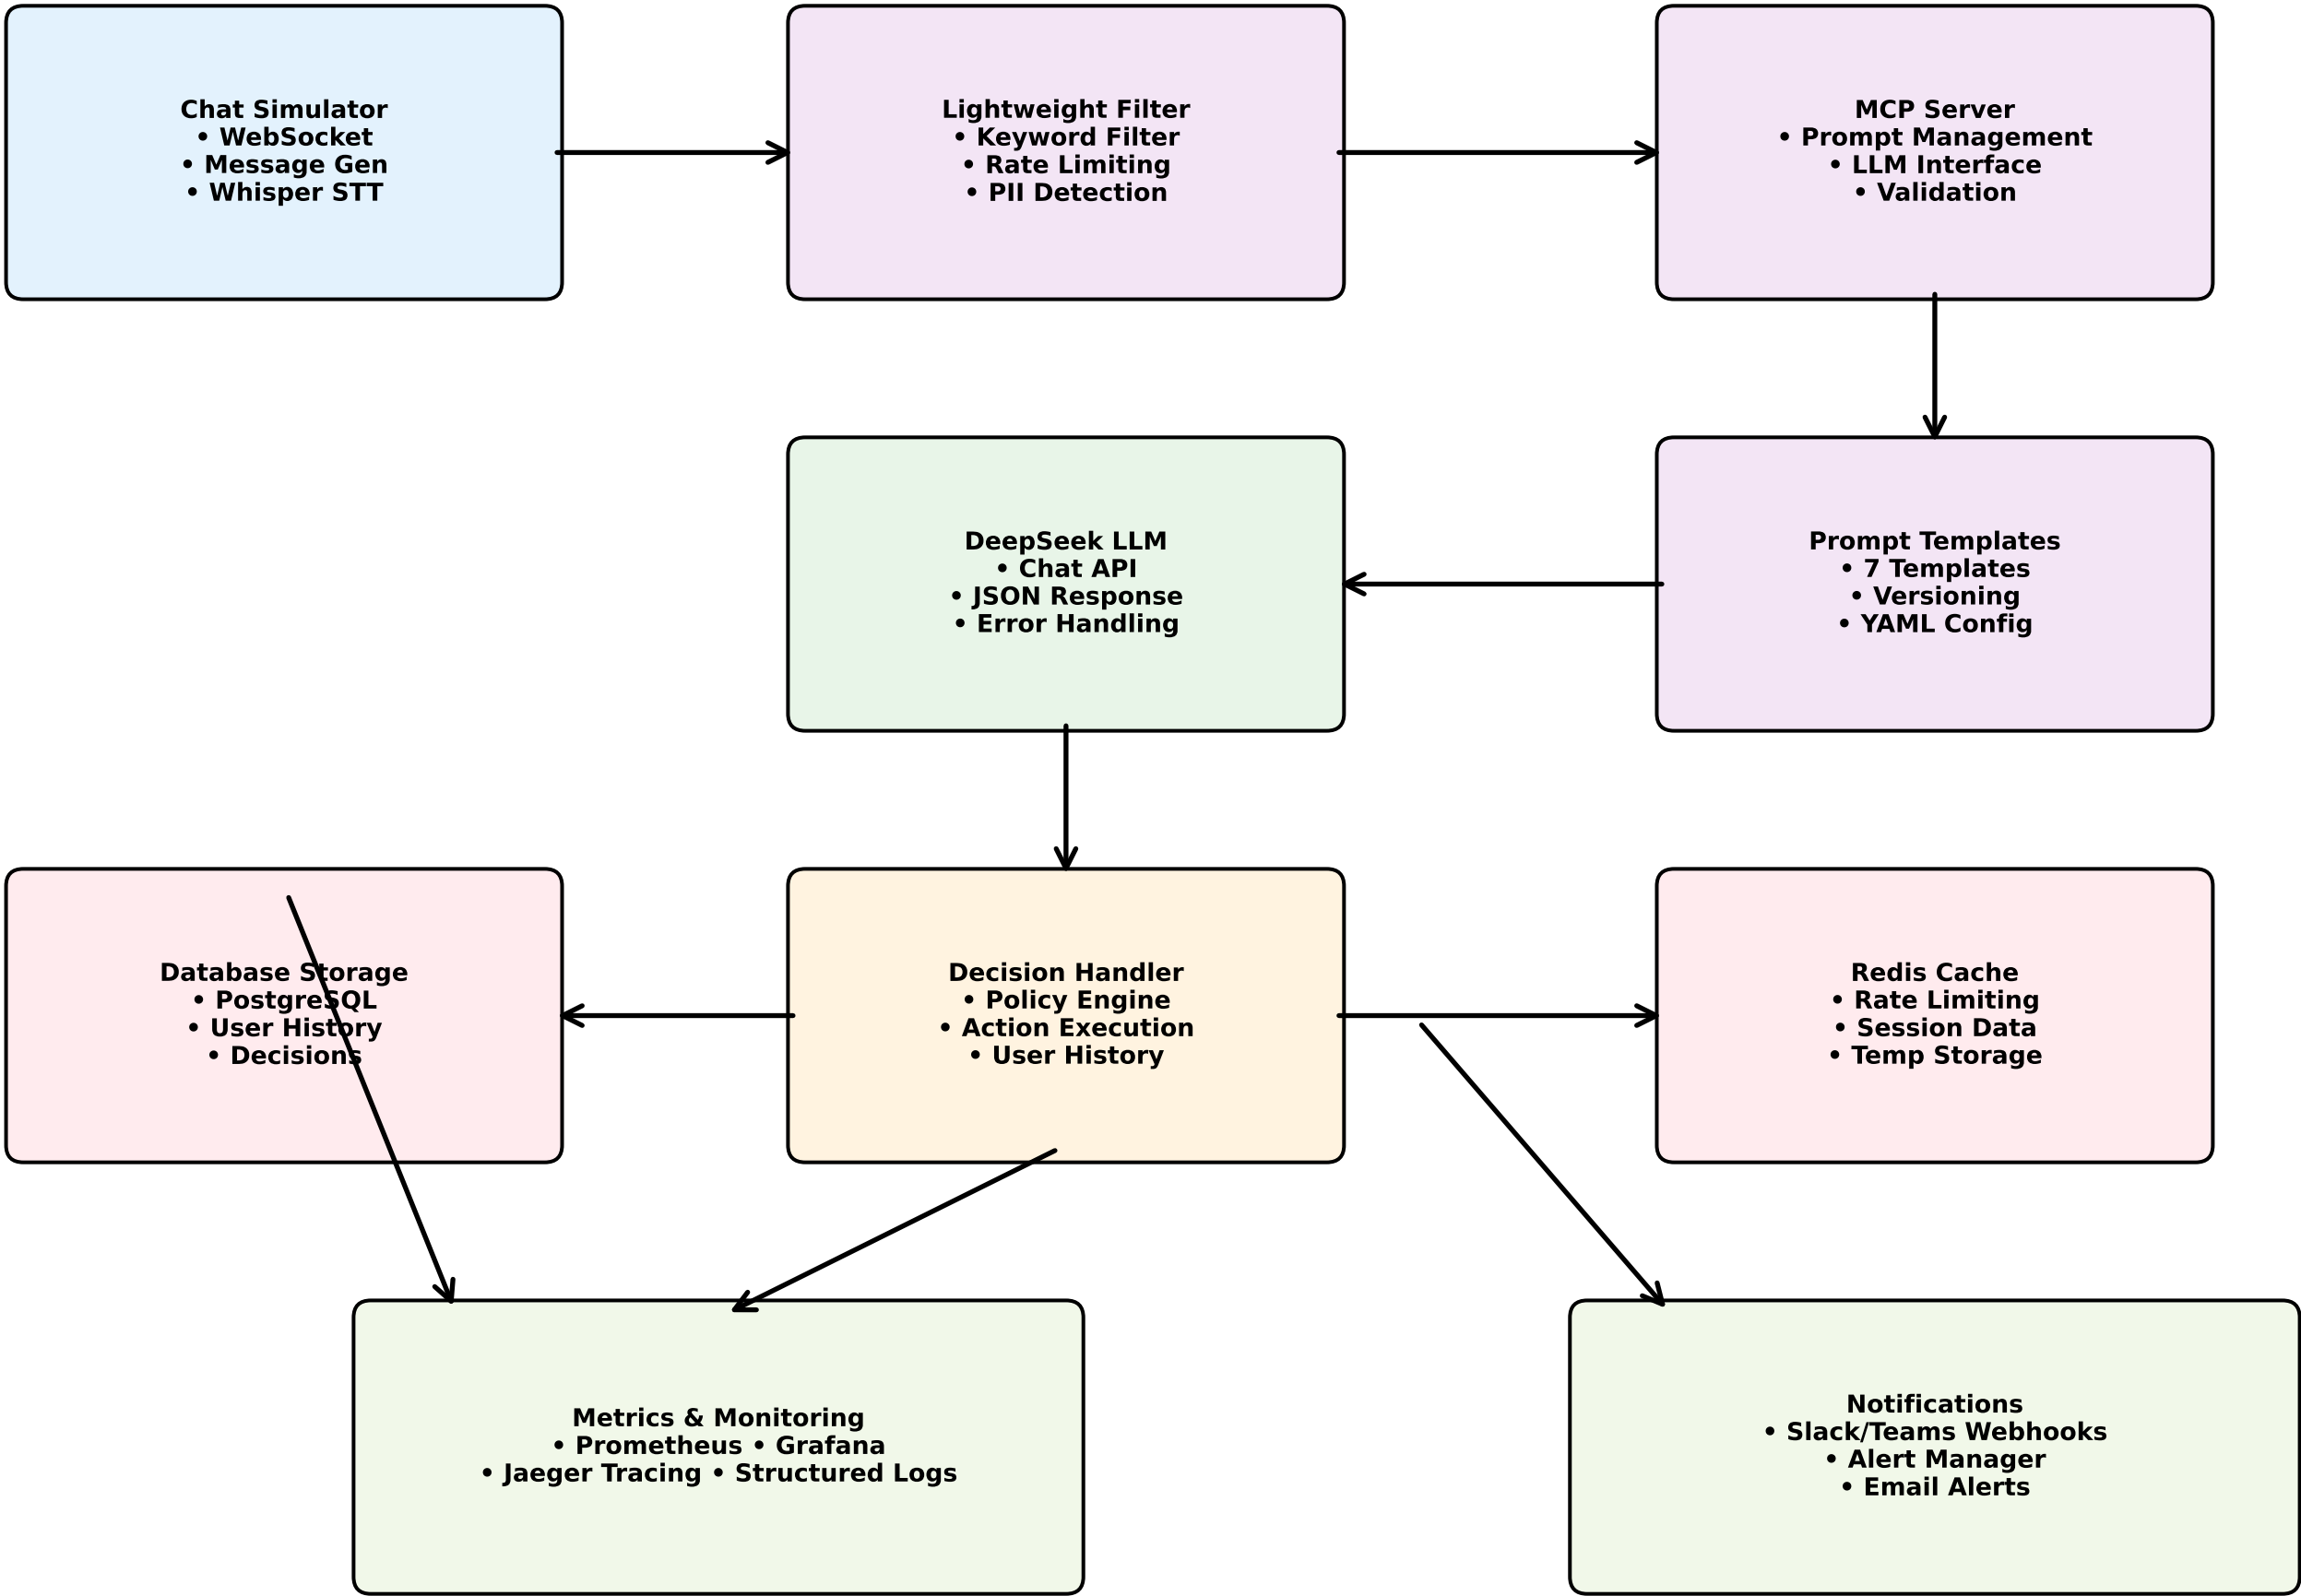 Chat Simulator
• WebSocket
• Message Gen
• Whisper STT
Lightweight Filter
• Keyword Filter
• Rate Limiting
• PII Detection
MCP Server
• Prompt Management
• LLM Interface
• Validation
DeepSeek LLM
• Chat API
• JSON Response
• Error Handling
Prompt Templates
• 7 Templates
• Versioning
• YAML Config
Database Storage
• PostgreSQL
• User History
• Decisions
Decision Handler
• Policy Engine
• Action Execution
• User History
Redis Cache
• Rate Limiting
• Session Data
• Temp Storage
Metrics & Monitoring
• Prometheus • Grafana
• Jaeger Tracing • Structured Logs
Notifications
• Slack/Teams Webhooks
• Alert Manager
• Email Alerts